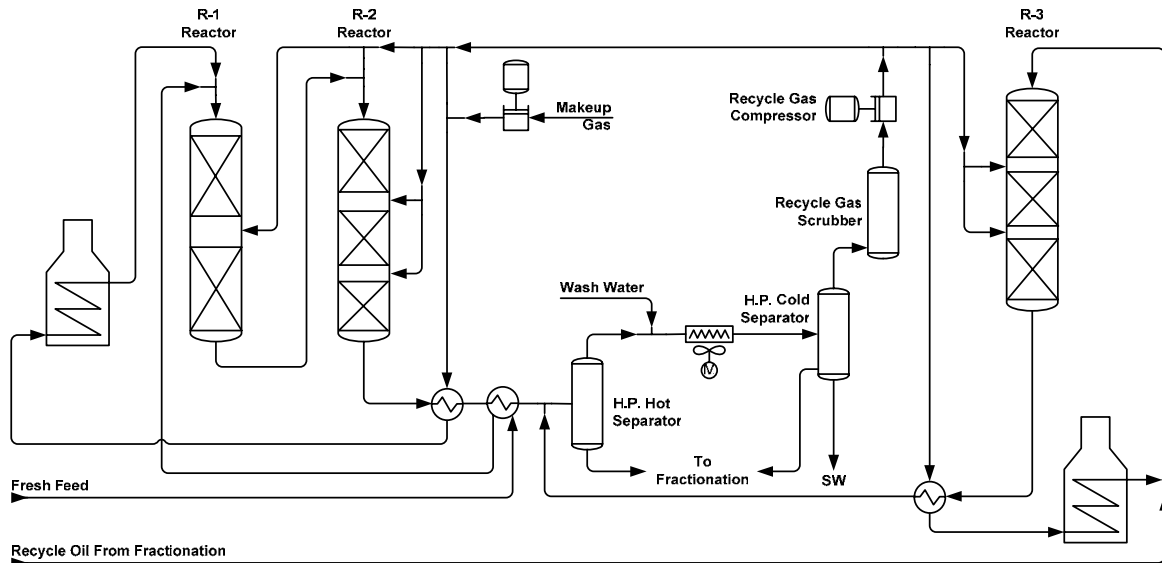 R-1
Reactor
R-2
Reactor
R-3
Reactor
Makeup
Gas
Recycle Gas
Compressor
Recycle Gas
Scrubber
Wash Water
H.P. Cold
Separator
M
H.P. Hot
Separator
To
Fractionation
SW
Fresh Feed
Recycle Oil From Fractionation